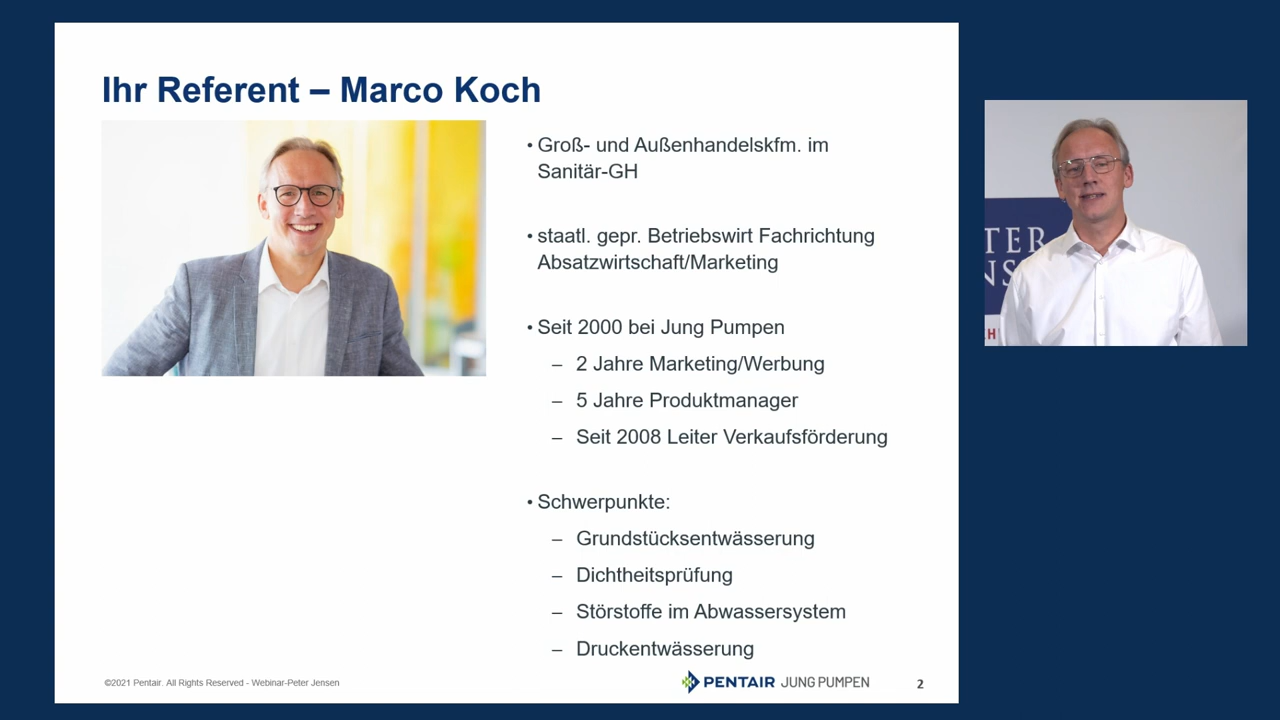 Ihr Referent – Marco Koch
• Groß- und Außenhandelskfm. im
Sanitär-GH
• staatl. gepr. Betriebswirt Fachrichtung
Absatzwirtschaft/Marketing
• Seit 2000 bei Jung Pumpen
– 2 Jahre Marketing/Werbung
– 5 Jahre Produktmanager
– Seit 2008 Leiter Verkaufsförderung
• Schwerpunkte:
– Grundstücksentwässerung
– Dichtheitsprüfung
– Störstoffe im Abwassersystem
– Druckentwässerung
©2021 Pentair. All Rights Reserved - Webinar-Peter Jensen
PENTAIR JUNG PUMPEN
2